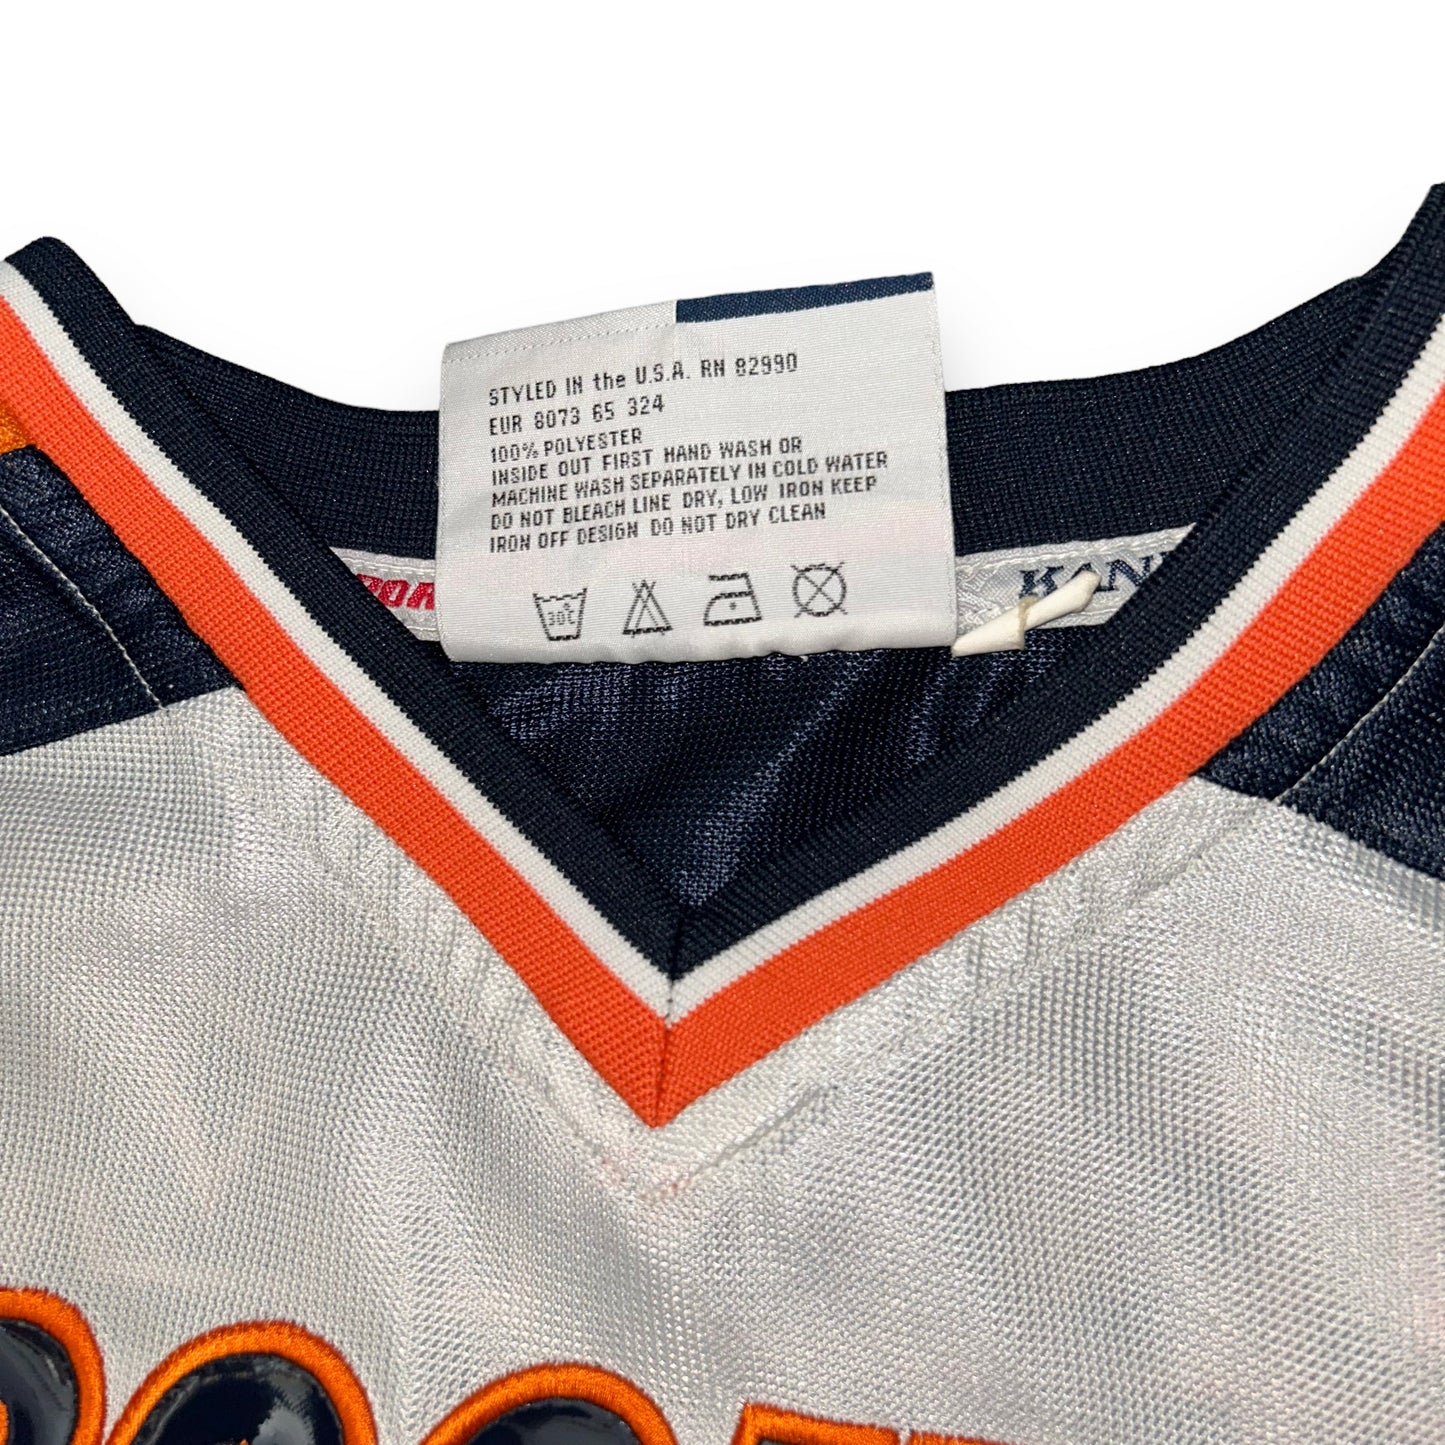 STYLED IN the U.S.A. RN 82990
EUR 8073 65 324
100% POLYESTER
INSIDE OUT FIRST HAND WASH OR
MACHINE WASH SEPARATELY IN COLD WATER
DO NOT BLEACH LINE DRY, LOW IRON KEEP
IRON OFF DESIGN DO NOT DRY CLEAN
30°C
KAN